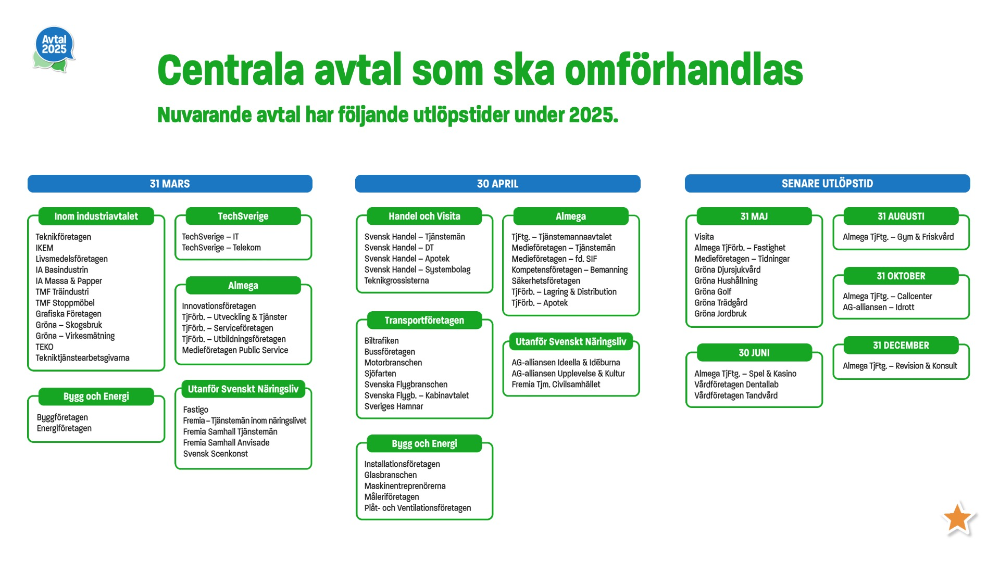 Avtal
2025
Centrala avtal som ska omförhandlas
Nuvarande avtal har följande utlöpstider under 2025.
31 MARS
Inom industriavtalet
Teknikföretagen
IKEM
Livsmedelsföretagen
IA Basindustrin
IA Massa & Papper
TMF Träindustri
TMF Stoppmöbel
Grafiska Företagen
Gröna – Skogsbruk
Gröna – Virkesmätning
TEKO
Tekniktjänstearbetsgivarna
Bygg och Energi
Byggföretagen
Energiföretagen
TechSverige
TechSverige – IT
TechSverige – Telekom
Almega
Innovationsföretagen
TjFörb. – Utveckling & Tjänster
TjFörb. – Serviceföretagen
TjFörb. – Utbildningsföretagen
Medieföretagen Public Service
Utanför Svenskt Näringsliv
Fastigo
Fremia – Tjänstemän inom näringslivet
Fremia Samhall Tjänstemän
Fremia Samhall Anvisade
Svensk Scenkonst
30 APRIL
Handel och Visita
Svensk Handel – Tjänstemän
Svensk Handel – DT
Svensk Handel – Apotek
Svensk Handel – Systembolag
Teknikgrossisterna
Transportföretagen
Biltrafiken
Bussföretagen
Motorbranschen
Sjöfarten
Svenska Flygbranschen
Svenska Flygb. – Kabinavtalet
Sveriges Hamnar
Bygg och Energi
Installationsföretagen
Glasbranschen
Maskinentreprenörerna
Måleriföretagen
Plåt- och Ventilationsföretagen
Almega
TjFtg. – Tjänstemannaavtalet
Medieföretagen – Tjänstemän
Medieföretagen – fd. SIF
Kompetensföretagen – Bemanning
Säkerhetsföretagen
TjFörb. – Lagring & Distribution
TjFörb. – Apotek
Utanför Svenskt Näringsliv
AG-alliansen Ideella & Idéburna
AG-alliansen Upplevelse & Kultur
Fremia Tjm. Civilsamhället
SENARE UTLÖPSTID
31 MAJ
Visita
Almega TjFörb. – Fastighet
Medieföretagen – Tidningar
Gröna Djursjukvård
Gröna Hushållning
Gröna Golf
Gröna Trädgård
Gröna Jordbruk
30 JUNI
Almega TjFtg. – Spel & Kasino
Vårdföretagen Dentallab
Vårdföretagen Tandvård
31 AUGUSTI
Almega TjFtg. – Gym & Friskvård
31 OKTOBER
Almega TjFtg. – Callcenter
AG-alliansen – Idrott
31 DECEMBER
Almega TjFtg. – Revision & Konsult